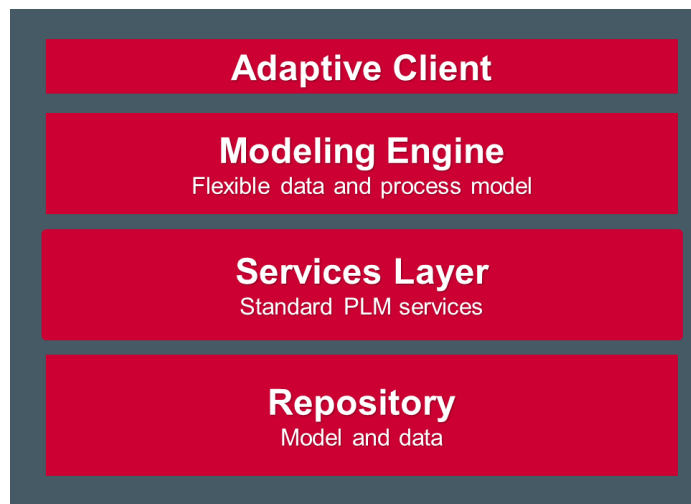 Adaptive Client
Modeling Engine
Flexible data and process model
Services Layer
Standard PLM services
Repository
Model and data